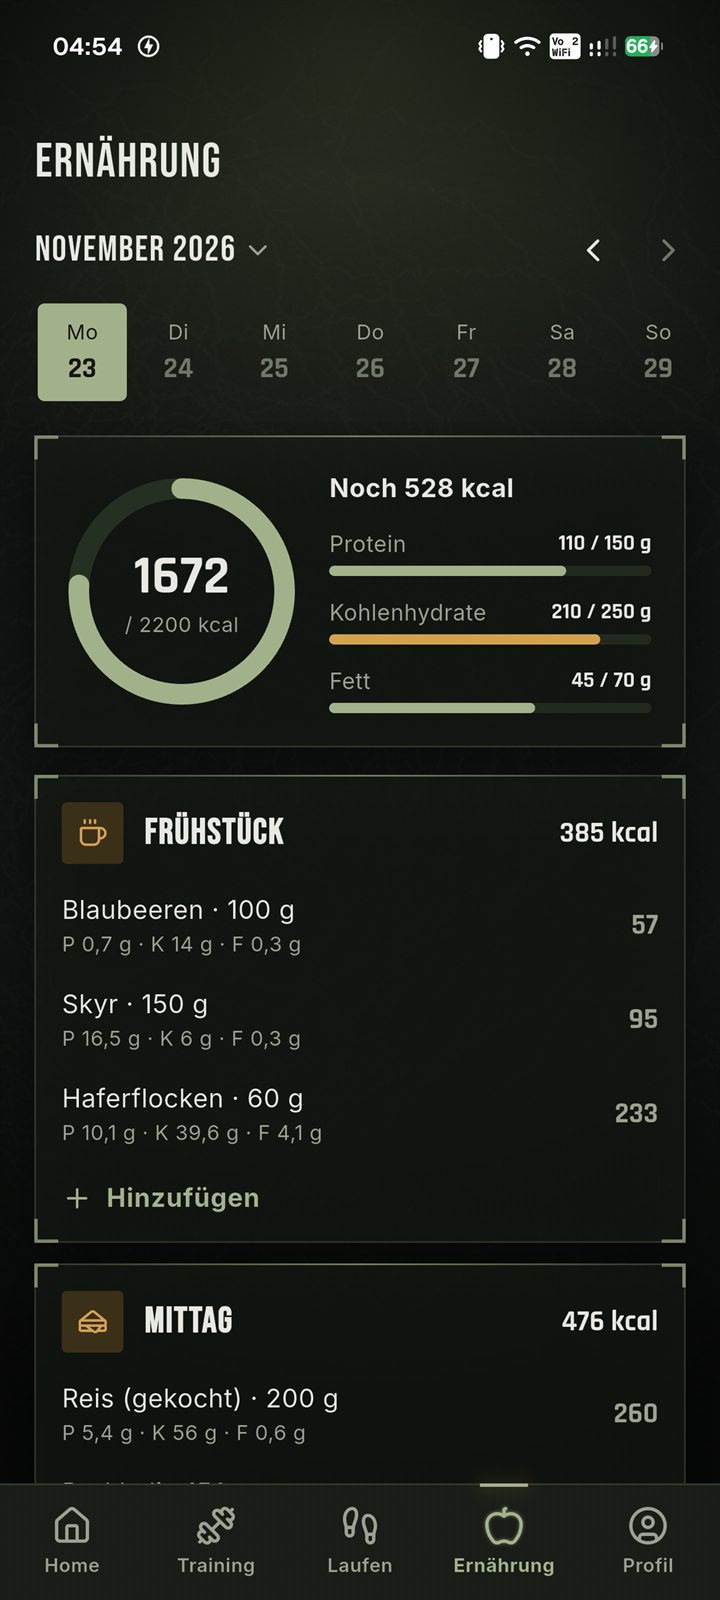 04:54
Vo 2
WiFi
66
ERNÄHRUNG
NOVEMBER 2026
Mo Di Mi Do Fr Sa So
23 24 25 26 27 28 29
1672
/ 2200 kcal
Noch 528 kcal
Protein 110 / 150 g
Kohlenhydrate 210 / 250 g
Fett 45 / 70 g
FRÜHSTÜCK 385 kcal
Blaubeeren · 100 g 57
P 0,7 g · K 14 g · F 0,3 g
Skyr · 150 g 95
P 16,5 g · K 6 g · F 0,3 g
Haferflocken · 60 g 233
P 10,1 g · K 39,6 g · F 4,1 g
+ Hinzufügen
MITTAG 476 kcal
Reis (gekocht) · 200 g 260
P 5,4 g · K 56 g · F 0,6 g
Home Training Laufen Ernährung Profil